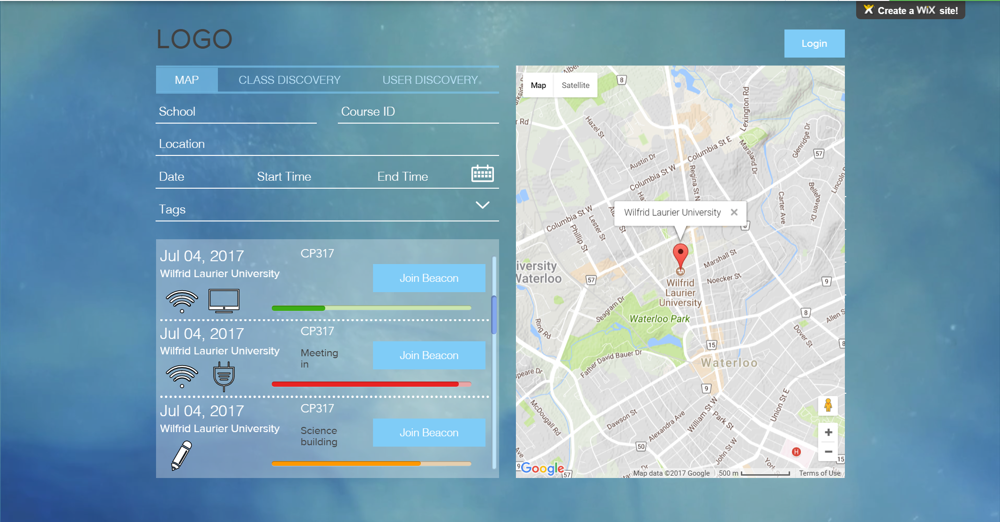 Create a WiX site!
LOGO
Login
MAP
CLASS DISCOVERY
USER DISCOVERY
School
Course ID
Location
Date
Start Time
End Time
Tags
Jul 04, 2017
CP317
Wilfrid Laurier University
Join Beacon
Jul 04, 2017
CP317
Wilfrid Laurier University
Meeting
in
Join Beacon
Jul 04, 2017
CP317
Wilfrid Laurier University
Science
building
Join Beacon
Map
Satellite
Albert
8
Lexington Rd
r Rd
Hazel St
Columbia St E
Marsland Dr
Glenridge Dr
57
Austin Dr
Columbia St W
Regina St N
Lincoln
Bellehaven Dr
Carter Ave
Wilfrid Laurier University
Columbia St W
Lester St
Phillip St
St
Marshall St
iversity
Waterloo
57
Noecker St
9
Wilfrid
Laurier
University
Seagram Dr
Waterloo Park
8
Allen S
Ring Rd
Dover St
15
8
Waterloo
Father David Bauer Dr
speare Dr
9
Union St E
McDougall Rd
William St W
Park St
Dawson St
Alexandra Ave
50
John St W
H
15
Ave
York
9
Google
57
Map data ©2017 Google
500 m
Terms of Use